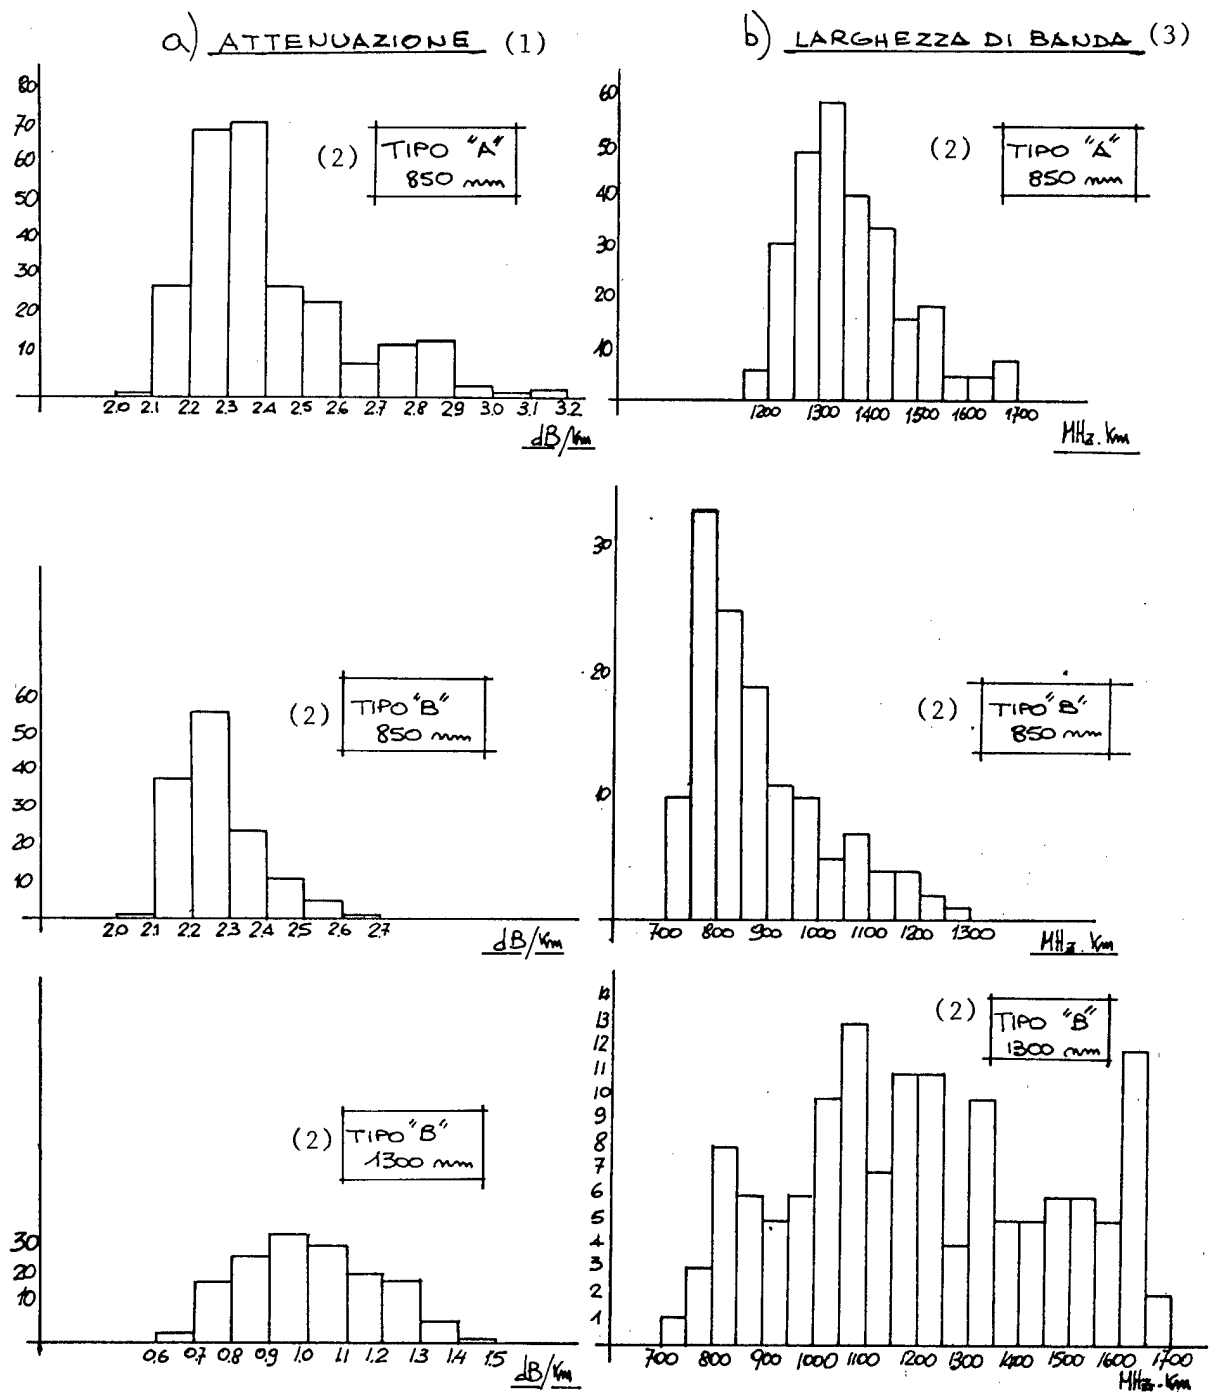 a) ATTENUAZIONE (1)
80
70
60
50
40
30
20
10
(2) TIPO "A"
850 nm
2.0 2.1 2.2 2.3 2.4 2.5 2.6 2.7 2.8 2.9 3.0 3.1 3.2
dB/Km
b) LARGHEZZA DI BANDA (3)
60
50
40
30
20
10
(2) TIPO "A"
850 nm
1200 1300 1400 1500 1600 1700
MHz.Km
60
50
40
30
20
10
(2) TIPO "B"
850 nm
2.0 2.1 2.2 2.3 2.4 2.5 2.6 2.7
dB/Km
30
20
10
(2) TIPO "B"
850 nm
700 800 900 1000 1100 1200 1300
MHz.Km
30
20
10
(2) TIPO "B"
1300 nm
0.6 0.7 0.8 0.9 1.0 1.1 1.2 1.3 1.4 1.5
dB/Km
14
13
12
11
10
9
8
7
6
5
4
3
2
1
(2) TIPO "B"
1300 nm
700 800 900 1000 1100 1200 1300 1400 1500 1600 1700
MHz.Km